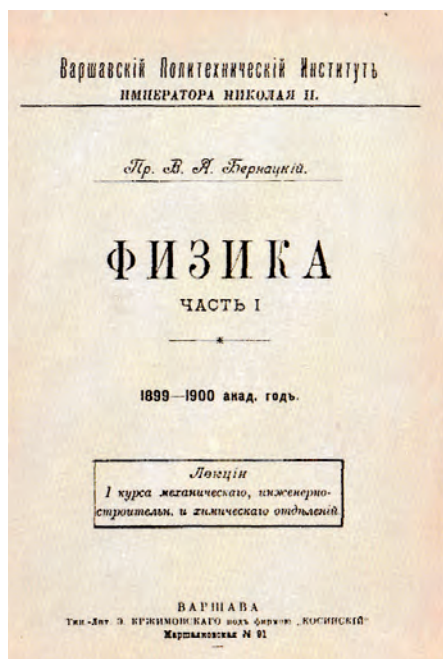 Варшавскій Политехническій Институтъ
ИМПЕРАТОРА НИКОЛАЯ II.
Пр. В. А. Бернацкій.
ФИЗИКА
ЧАСТЬ I
1899—1900 акад. годъ.
Лекціи
1 курса механическаго, инженерно-
строительн. и химическаго отдѣленій
ВАРШАВА
Тип-Лит. Э. КРЖИМОВСКАГО подъ фирмою „КОСИНСКІЙ"
Маршалковская № 91